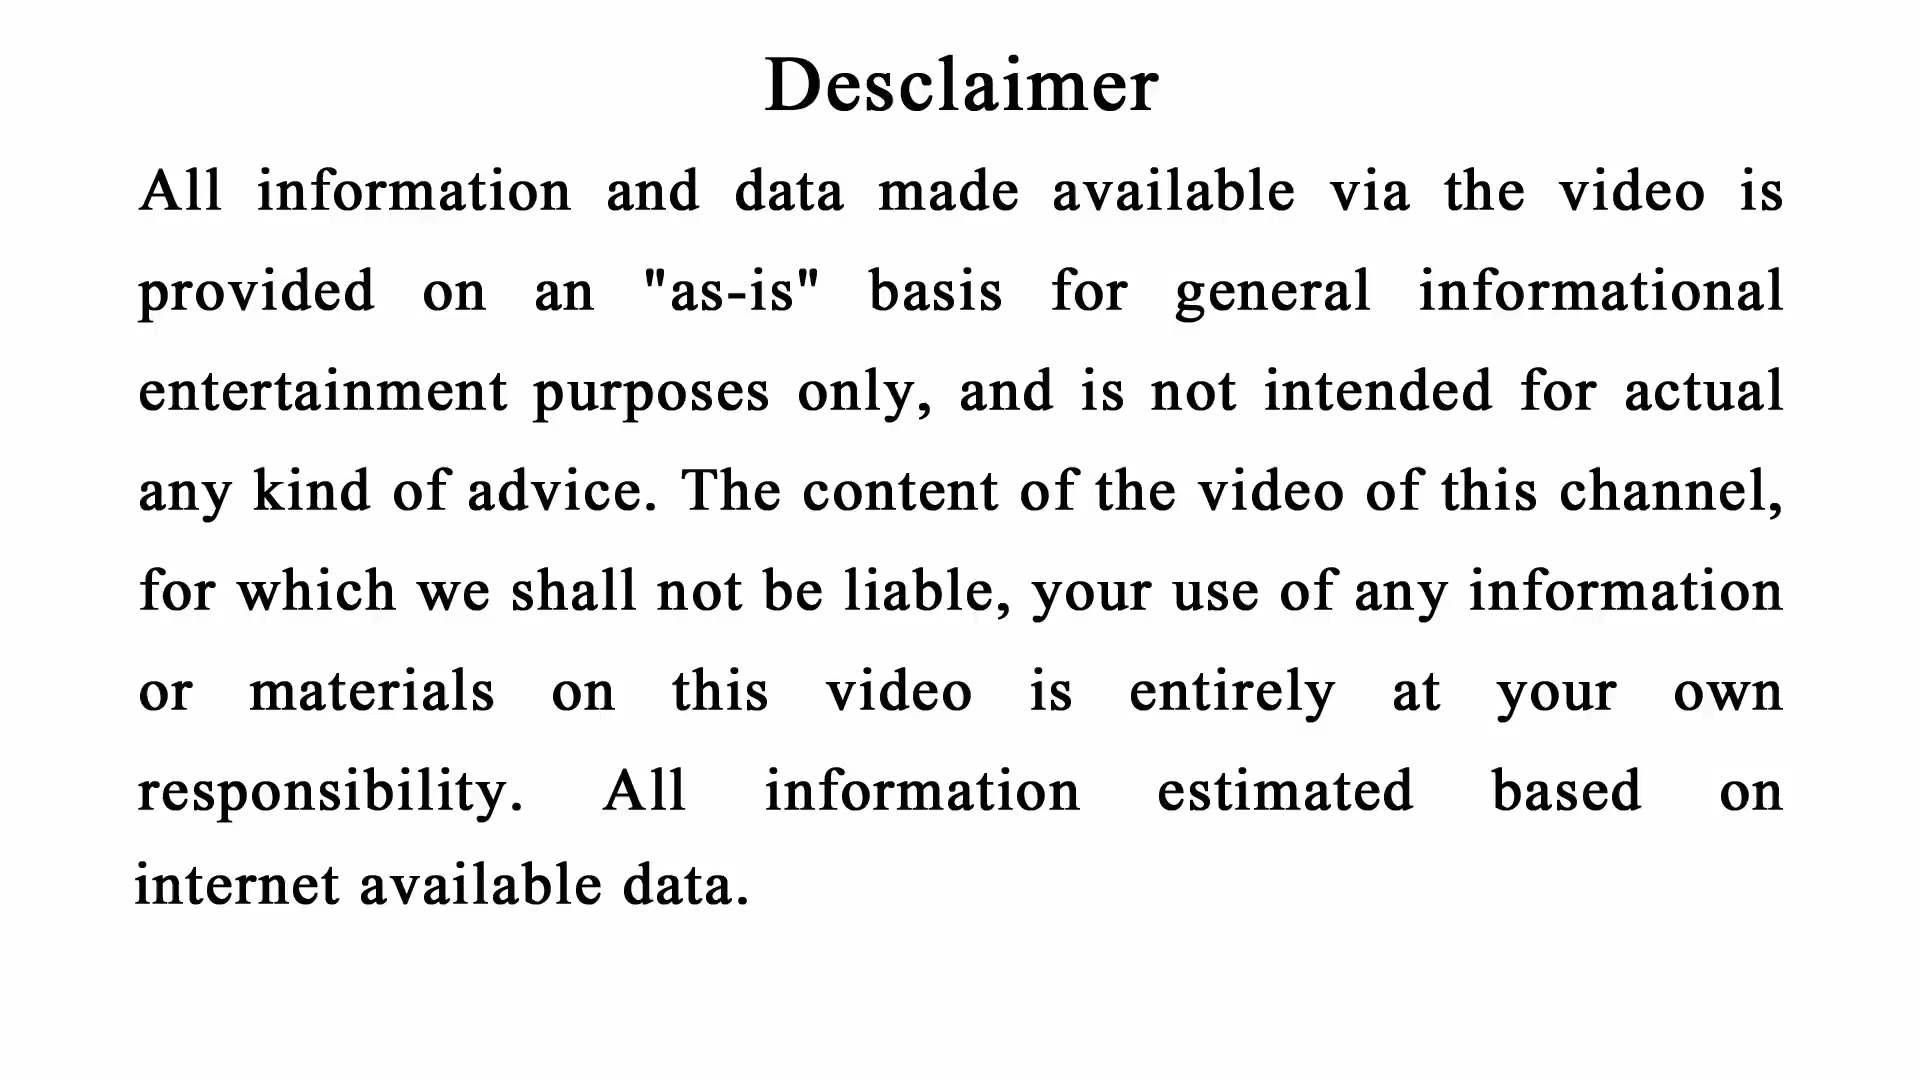 Desclaimer
All information and data made available via the video is
provided on an "as-is" basis for general informational
entertainment purposes only, and is not intended for actual
any kind of advice. The content of the video of this channel,
for which we shall not be liable, your use of any information
or materials on this video is entirely at your own
responsibility. All information estimated based on
internet available data.